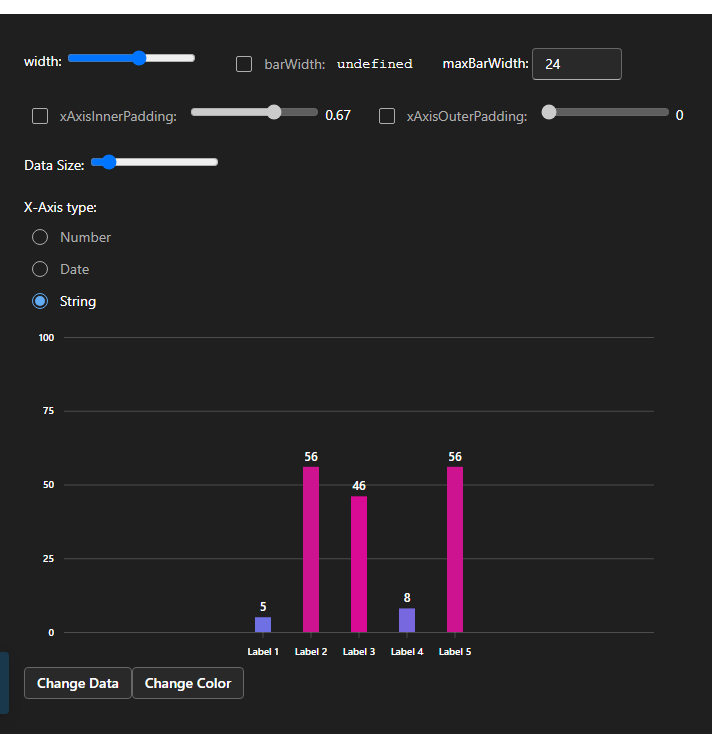 width: barWidth: undefined maxBarWidth: 24
xAxisInnerPadding: 0.67 xAxisOuterPadding: 0
Data Size:
X-Axis type:
Number
Date
String
100
75
56 56
50
46
25
5 8
0
Label 1 Label 2 Label 3 Label 4 Label 5
Change Data Change Color